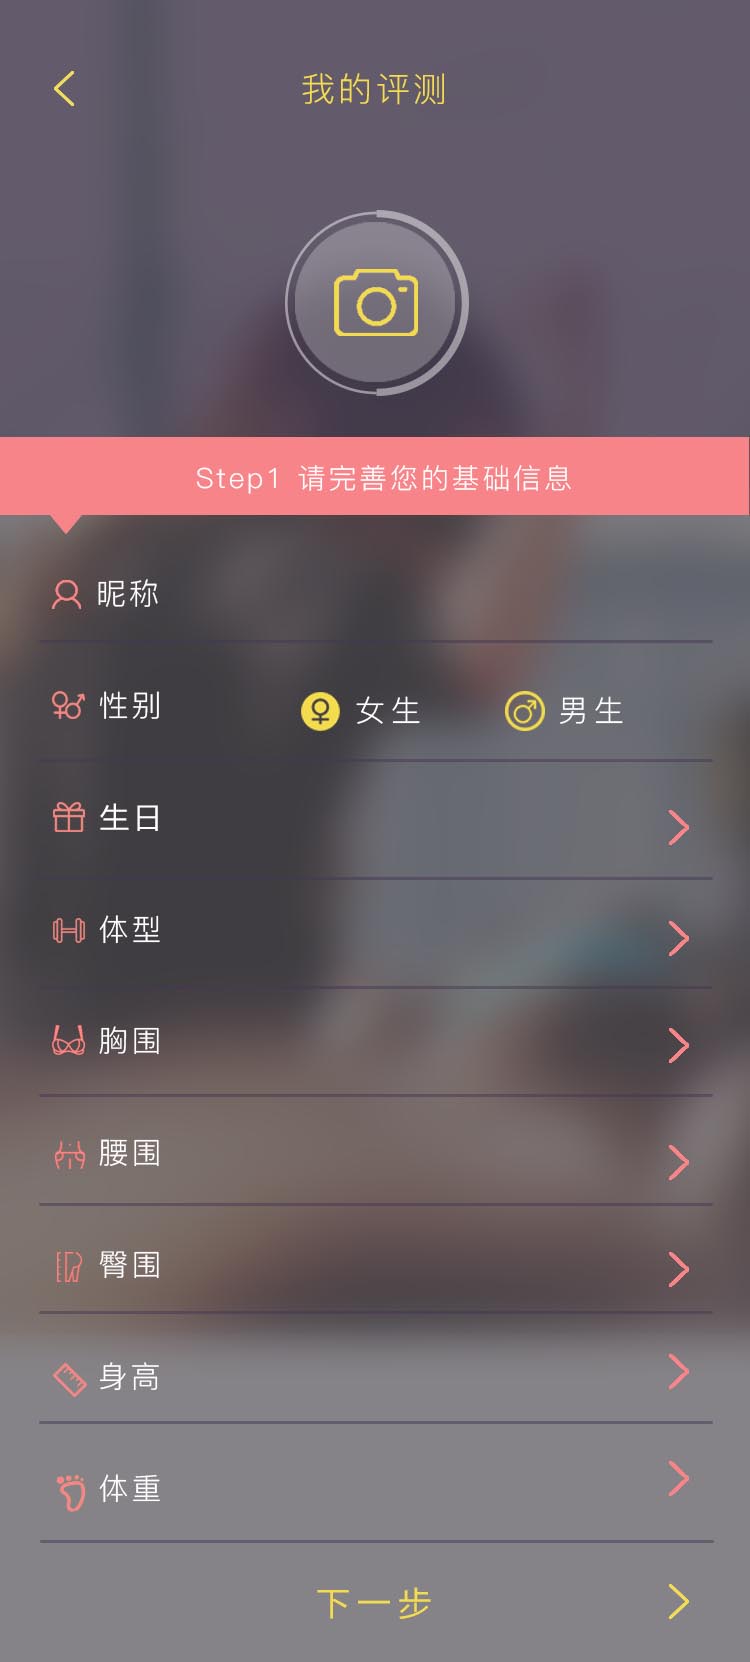 我的评测
Step1 请完善您的基础信息
昵称
性别 女生 男生
生日
体型
胸围
腰围
臀围
身高
体重
下一步